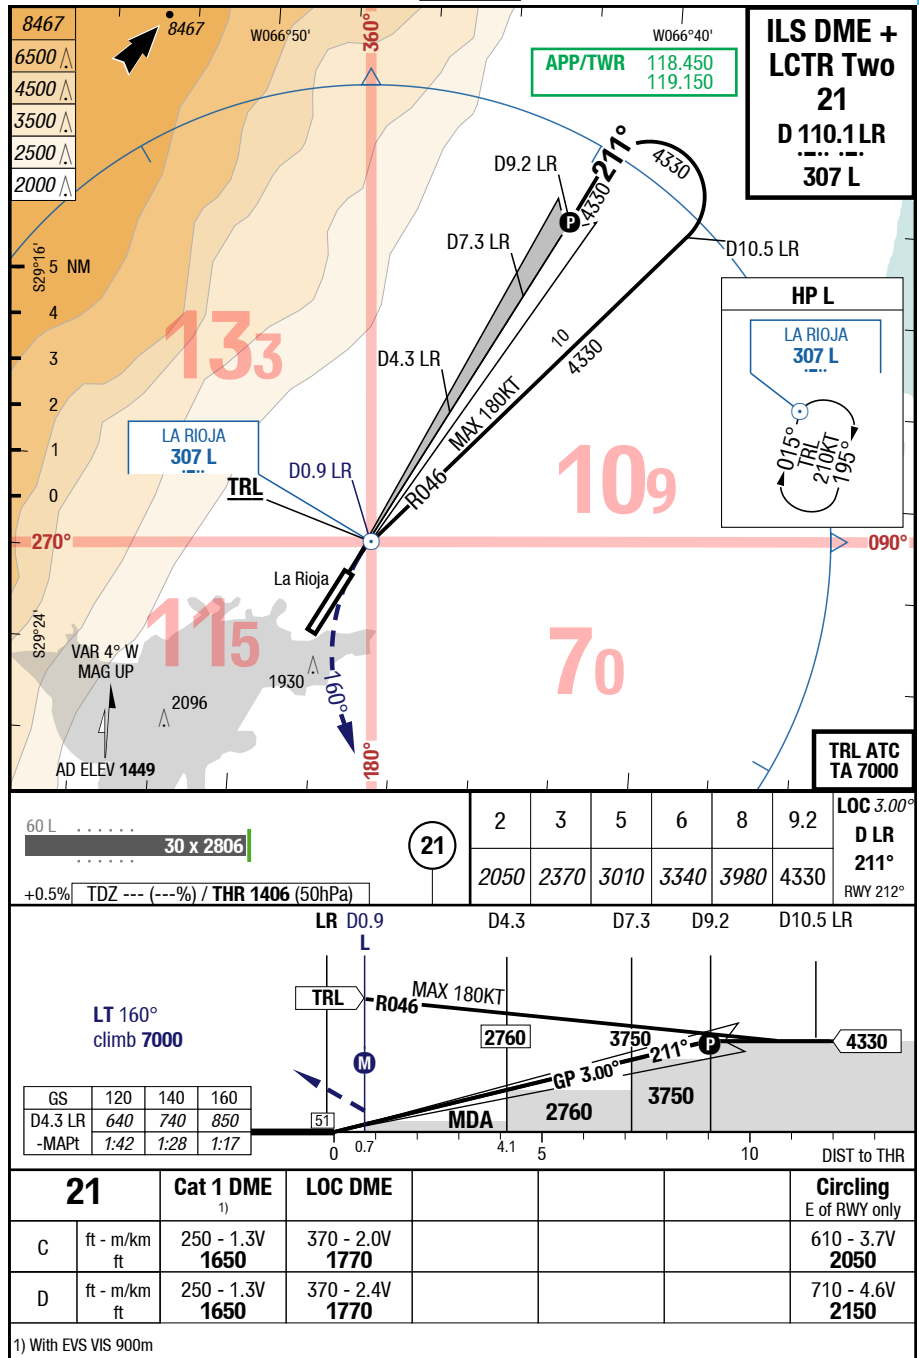 8467
6500
4500
3500
2500
2000
8467
W066°50'
360°
W066°40'
APP/TWR 118.450
119.150
ILS DME +
LCTR Two
21
D 110.1 LR
307 L
211°
4330
4330
D9.2 LR
D7.3 LR
D10.5 LR
D4.3 LR
10
4330
MAX 180KT
R046
S29°16'
5 NM
4
3
2
1
0
133
109
115
70
HP L
LA RIOJA
307 L
015°
TRL
210KT
195°
LA RIOJA
307 L
TRL
D0.9 LR
270°
090°
La Rioja
S29°24'
VAR 4° W
MAG UP
2096
1930
160°
180°
AD ELEV 1449
TRL ATC
TA 7000
60 L
30 x 2806
+0.5% TDZ --- (---%) / THR 1406 (50hPa)
21
2 3 5 6 8 9.2
2050 2370 3010 3340 3980 4330
LOC 3.00°
D LR
211°
RWY 212°
LR D0.9 D4.3 D7.3 D9.2 D10.5 LR
L
TRL R046 MAX 180KT
LT 160°
climb 7000
2760 3750 211° P 4330
M
GP 3.00°
3750
2760
MDA
51
GS 120 140 160
D4.3 LR 640 740 850
-MAPt 1:42 1:28 1:17
0 0.7 4.1 5 10 DIST to THR
21 Cat 1 DME 1) LOC DME Circling
E of RWY only
C ft - m/km 250 - 1.3V 370 - 2.0V 610 - 3.7V
ft 1650 1770 2050
D ft - m/km 250 - 1.3V 370 - 2.4V 710 - 4.6V
ft 1650 1770 2150
1) With EVS VIS 900m